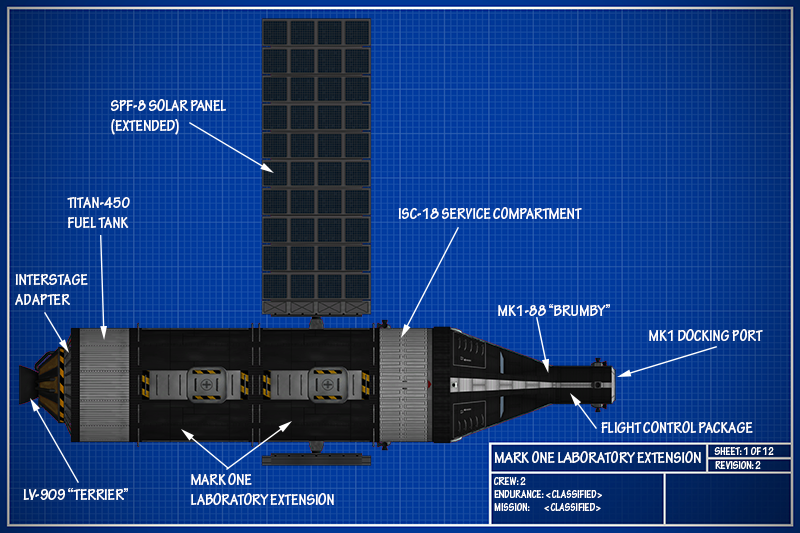 SPF-8 SOLAR PANEL
(EXTENDED)
TITAN-450
FUEL TANK
ISC-18 SERVICE COMPARTMENT
INTERSTAGE
ADAPTER
MK1-88 "BRUMBY"
MK1 DOCKING PORT
FLIGHT CONTROL PACKAGE
MARK ONE
LABORATORY EXTENSION
LV-909 "TERRIER"
MARK ONE LABORATORY EXTENSION
SHEET: 1 OF 12
REVISION: 2
CREW: 2
ENDURANCE: <CLASSIFIED>
MISSION: <CLASSIFIED>